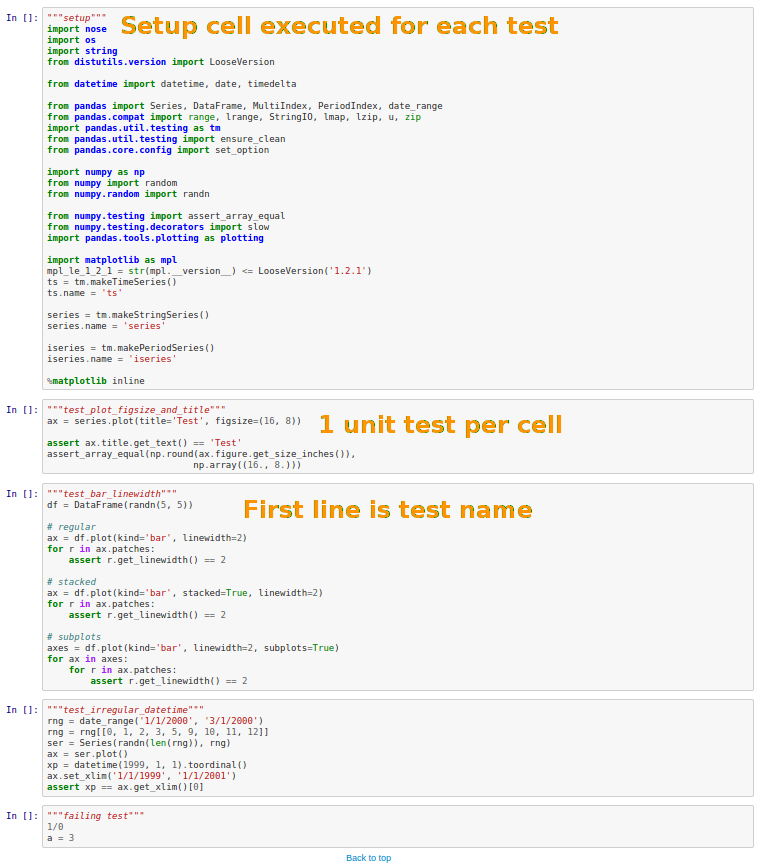 In []: """setup""" Setup cell executed for each test
import nose
import os
import string
from distutils.version import LooseVersion

from datetime import datetime, date, timedelta

from pandas import Series, DataFrame, MultiIndex, PeriodIndex, date_range
from pandas.compat import range, lrange, StringIO, lmap, lzip, u, zip
import pandas.util.testing as tm
from pandas.util.testing import ensure_clean
from pandas.core.config import set_option

import numpy as np
from numpy import random
from numpy.random import randn

from numpy.testing import assert_array_equal
from numpy.testing.decorators import slow
import pandas.tools.plotting as plotting

import matplotlib as mpl
mpl_le_1_2_1 = str(mpl.__version__) <= LooseVersion('1.2.1')
ts = tm.makeTimeSeries()
ts.name = 'ts'

series = tm.makeStringSeries()
series.name = 'series'

iseries = tm.makePeriodSeries()
iseries.name = 'iseries'

%matplotlib inline

In []: """test_plot_figsize_and_title"""
ax = series.plot(title='Test', figsize=(16, 8)) 1 unit test per cell

assert ax.title.get_text() == 'Test'
assert_array_equal(np.round(ax.figure.get_size_inches()),
                           np.array((16., 8.)))

In []: """test_bar_linewidth"""
df = DataFrame(randn(5, 5)) First line is test name

# regular
ax = df.plot(kind='bar', linewidth=2)
for r in ax.patches:
    assert r.get_linewidth() == 2

# stacked
ax = df.plot(kind='bar', stacked=True, linewidth=2)
for r in ax.patches:
    assert r.get_linewidth() == 2

# subplots
axes = df.plot(kind='bar', linewidth=2, subplots=True)
for ax in axes:
    for r in ax.patches:
        assert r.get_linewidth() == 2

In []: """test_irregular_datetime"""
rng = date_range('1/1/2000', '3/1/2000')
rng = rng[[0, 1, 2, 3, 5, 9, 10, 11, 12]]
ser = Series(randn(len(rng)), rng)
ax = ser.plot()
xp = datetime(1999, 1, 1).toordinal()
ax.set_xlim('1/1/1999', '1/1/2001')
assert xp == ax.get_xlim()[0]

In []: """failing test"""
1/0
a = 3
Back to top